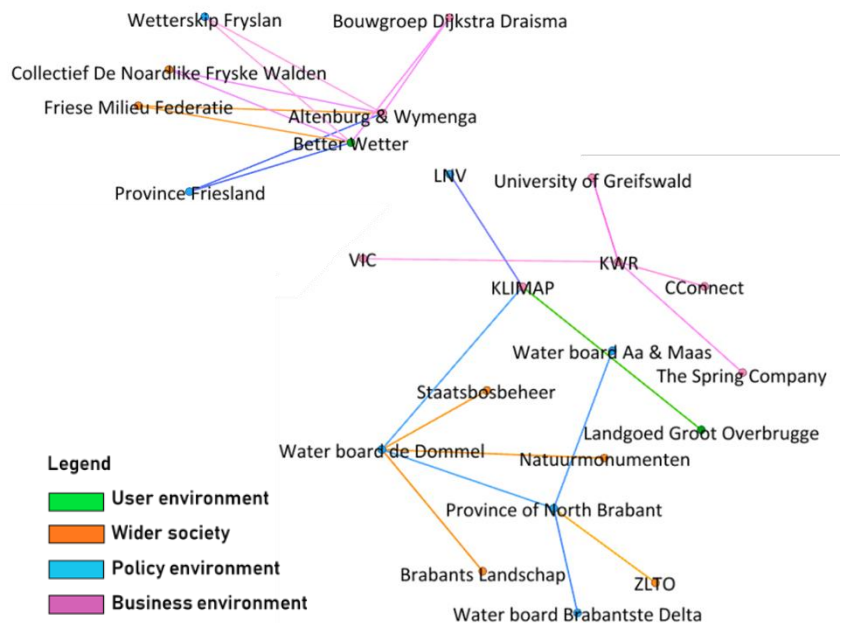 Wetterskip Fryslan
Bouwgroep Dijkstra Draisma
Collectief De Noardlike Fryske Walden
Friese Milieu Federatie
Altenburg & Wymenga
Better Wetter
Province Friesland
LNV
University of Greifswald
VIC
KWR
KLIMAP
CConnect
Water board Aa & Maas
The Spring Company
Staatsbosbeheer
Landgoed Groot Overbrugge
Water board de Dommel
Natuurmonumenten
Legend
User environment
Wider society
Policy environment
Business environment
Province of North Brabant
Brabants Landschap
ZLTO
Water board Brabantste Delta